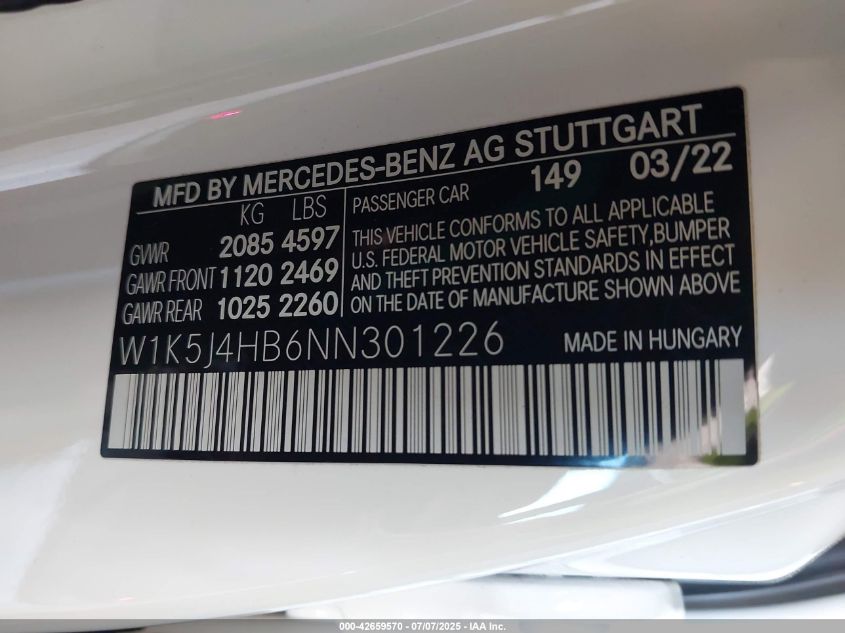 MFD BY MERCEDES-BENZ AG STUTTGART
KG LBS
GVWR 2085 4597
GAWR FRONT 1120 2469
GAWR REAR 1025 2260
149 03/22
PASSENGER CAR
THIS VEHICLE CONFORMS TO ALL APPLICABLE
U.S. FEDERAL MOTOR VEHICLE SAFETY,BUMPER
AND THEFT PREVENTION STANDARDS IN EFFECT
ON THE DATE OF MANUFACTURE SHOWN ABOVE
W1K5J4HB6NN301226
MADE IN HUNGARY
000-42659570 - 07/07/2025 - IAA Inc.